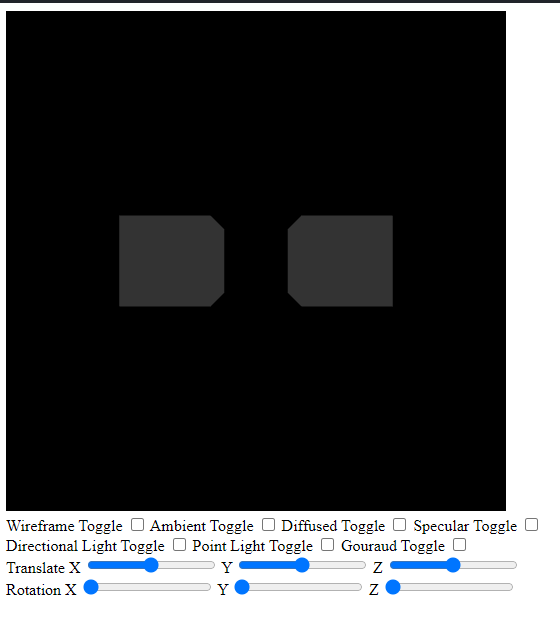 Wireframe Toggle Ambient Toggle Diffused Toggle Specular Toggle
Directional Light Toggle Point Light Toggle Gouraud Toggle
Translate X Y Z
Rotation X Y Z